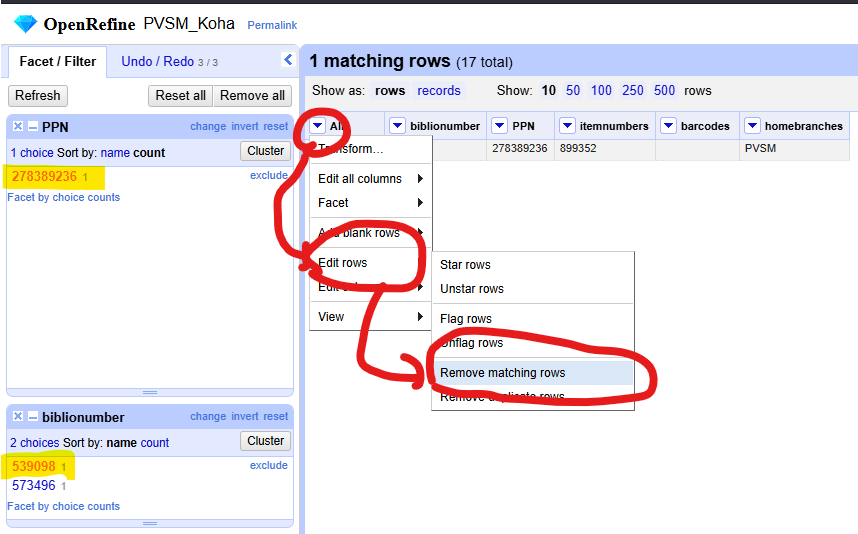 OpenRefine PVSM_Koha Permalink
Facet / Filter Undo / Redo 3 / 3
Refresh Reset all Remove all
PPN change invert reset
1 choice Sort by: name count Cluster
278389236 1 exclude
Facet by choice counts
biblionumber change invert reset
2 choices Sort by: name count Cluster
539098 1 exclude
573496 1
Facet by choice counts
1 matching rows (17 total)
Show as: rows records Show: 10 50 100 250 500 rows
All biblionumber PPN itemnumbers barcodes homebranches
278389236 899352 PVSM
Transform…
Edit all columns
Facet
Add blank rows
Edit rows
View
Star rows
Unstar rows
Flag rows
Unflag rows
Remove matching rows
Remove duplicate rows